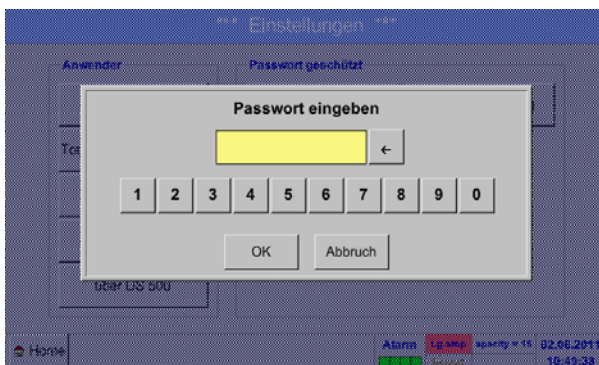 *** Einstellungen ***
Anwender
Passwort geschützt
Passwort eingeben
←
1 2 3 4 5 6 7 8 9 0
OK Abbruch
über DS 500
Home
Alarm
02.06.2011
10:49:38